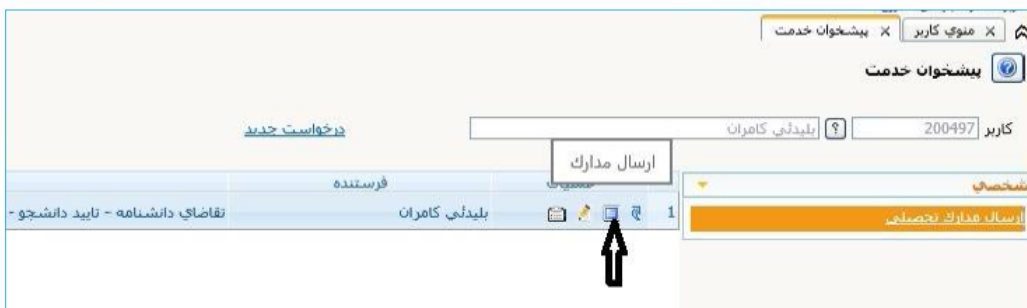 منوي كاربر پيشخوان خدمت
پيشخوان خدمت
كاربر 200497 ؟ بليدئي كامران درخواست جديد
ارسال مدارك
شخصي
فرستنده
ارسال مدارك تحصيلي
1 بليدئي كامران تقاضاي دانشنامه - تاييد دانشجو -